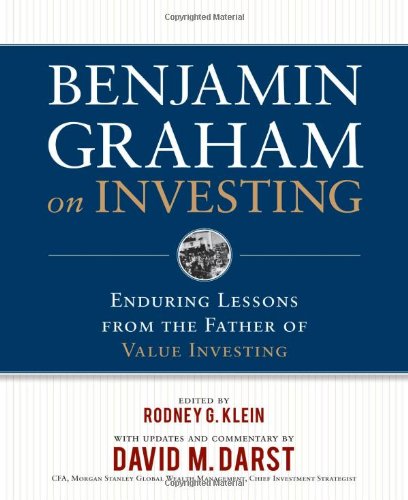 Copyrighted Material
BENJAMIN
GRAHAM
on INVESTING
ENDURING LESSONS
FROM THE FATHER OF
VALUE INVESTING
EDITED BY
RODNEY G. KLEIN
WITH UPDATES AND COMMENTARY BY
DAVID M. DARST
CFA, MORGAN STANLEY GLOBAL WEALTH MANAGEMENT, CHIEF INVESTMENT STRATEGIST
Copyrighted Material